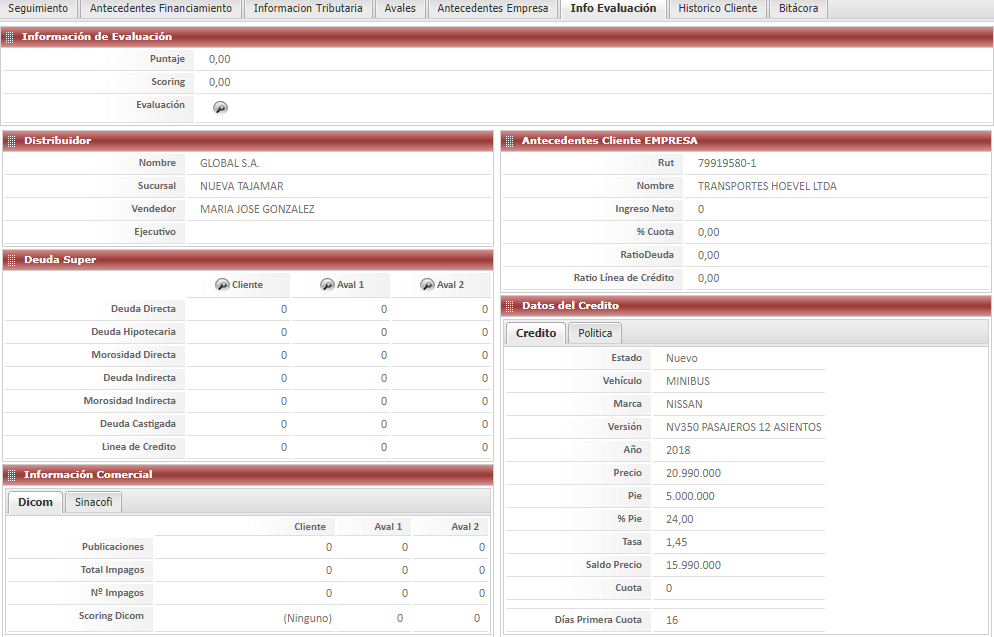 Seguimiento Antecedentes Financiamiento Informacion Tributaria Avales Antecedentes Empresa Info Evaluación Historico Cliente Bitácora
Información de Evaluación
Puntaje 0,00
Scoring 0,00
Evaluación
Distribuidor
Nombre GLOBAL S.A.
Sucursal NUEVA TAJAMAR
Vendedor MARIA JOSE GONZALEZ
Ejecutivo
Deuda Super
Cliente Aval 1 Aval 2
Deuda Directa 0 0 0
Deuda Hipotecaria 0 0 0
Morosidad Directa 0 0 0
Deuda Indirecta 0 0 0
Morosidad Indirecta 0 0 0
Deuda Castigada 0 0 0
Linea de Credito 0 0 0
Información Comercial
Dicom Sinacofi
Cliente Aval 1 Aval 2
Publicaciones 0 0 0
Total Impagos 0 0 0
Nº Impagos 0 0 0
Scoring Dicom (Ninguno) 0 0
Antecedentes Cliente EMPRESA
Rut 79919580-1
Nombre TRANSPORTES HOEVEL LTDA
Ingreso Neto 0
% Cuota 0,00
RatioDeuda 0,00
Ratio Línea de Crédito 0,00
Datos del Credito
Credito Politica
Estado Nuevo
Vehículo MINIBUS
Marca NISSAN
Versión NV350 PASAJEROS 12 ASIENTOS
Año 2018
Precio 20.990.000
Pie 5.000.000
% Pie 24,00
Tasa 1,45
Saldo Precio 15.990.000
Cuota 0
Días Primera Cuota 16